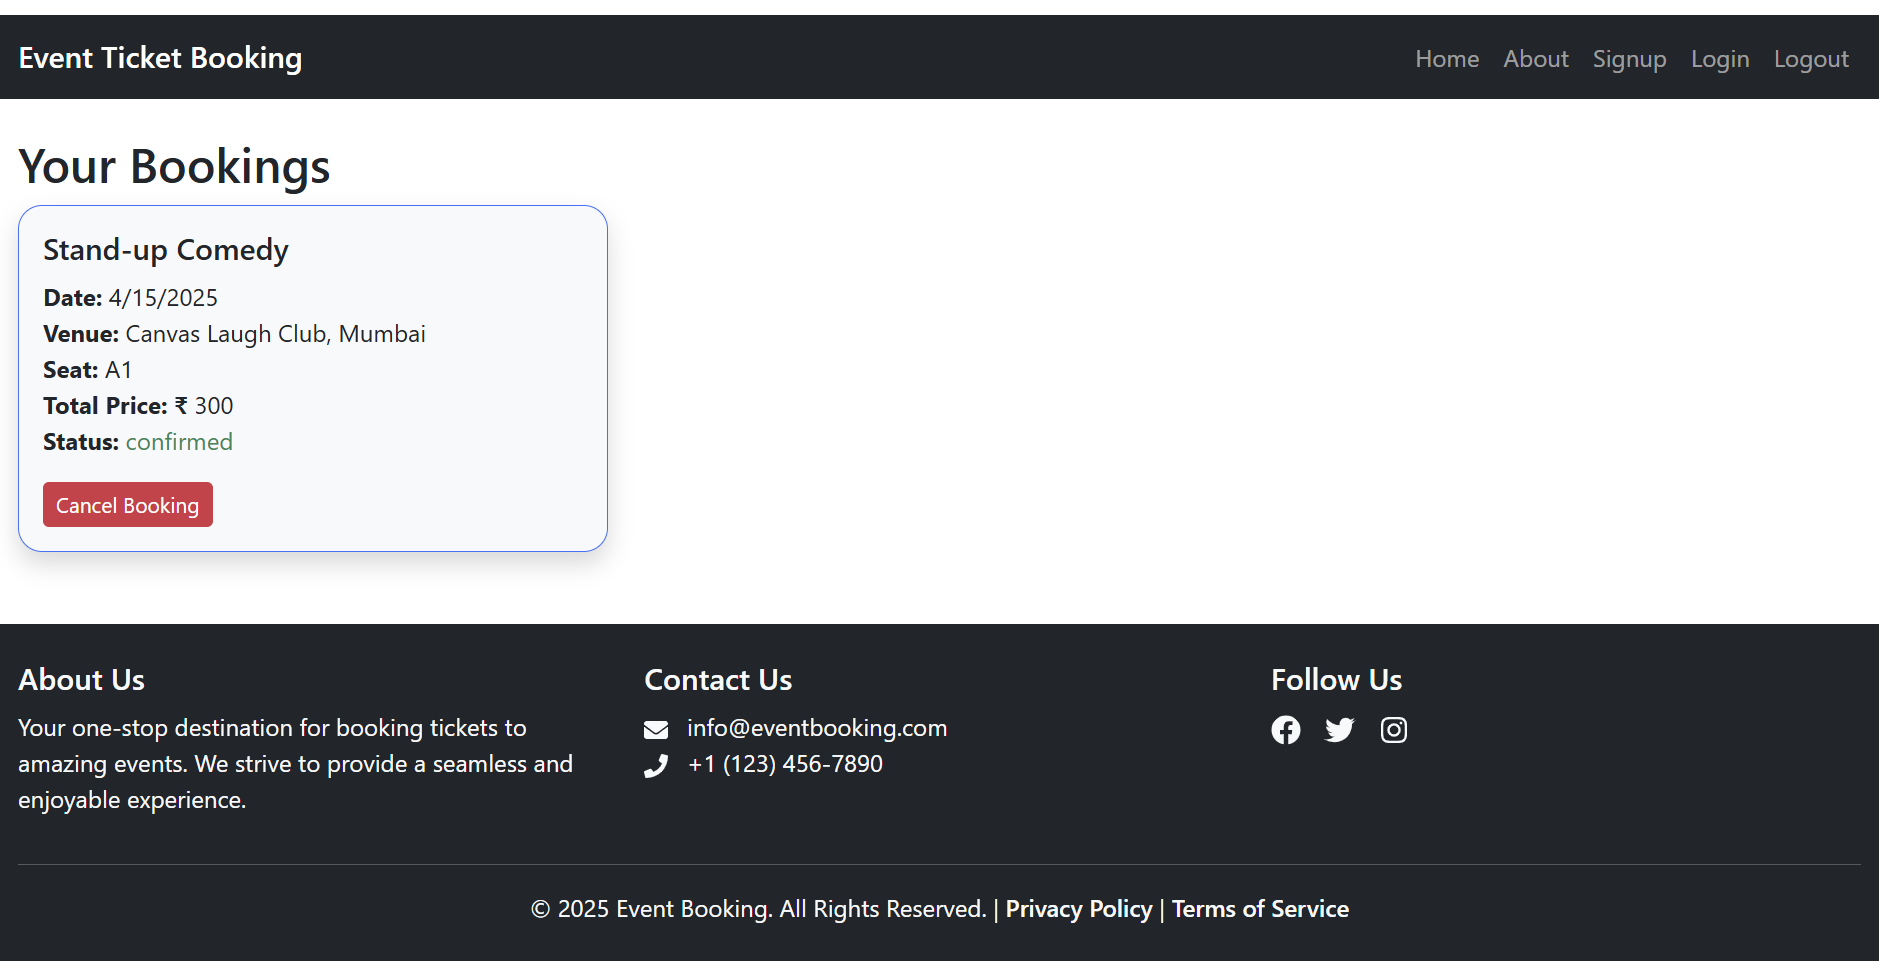 Event Ticket Booking Home About Signup Login Logout
Your Bookings
Stand-up Comedy
Date: 4/15/2025
Venue: Canvas Laugh Club, Mumbai
Seat: A1
Total Price: ₹ 300
Status: confirmed
Cancel Booking
About Us
Your one-stop destination for booking tickets to
amazing events. We strive to provide a seamless and
enjoyable experience.
Contact Us
info@eventbooking.com
+1 (123) 456-7890
Follow Us
© 2025 Event Booking. All Rights Reserved. | Privacy Policy | Terms of Service